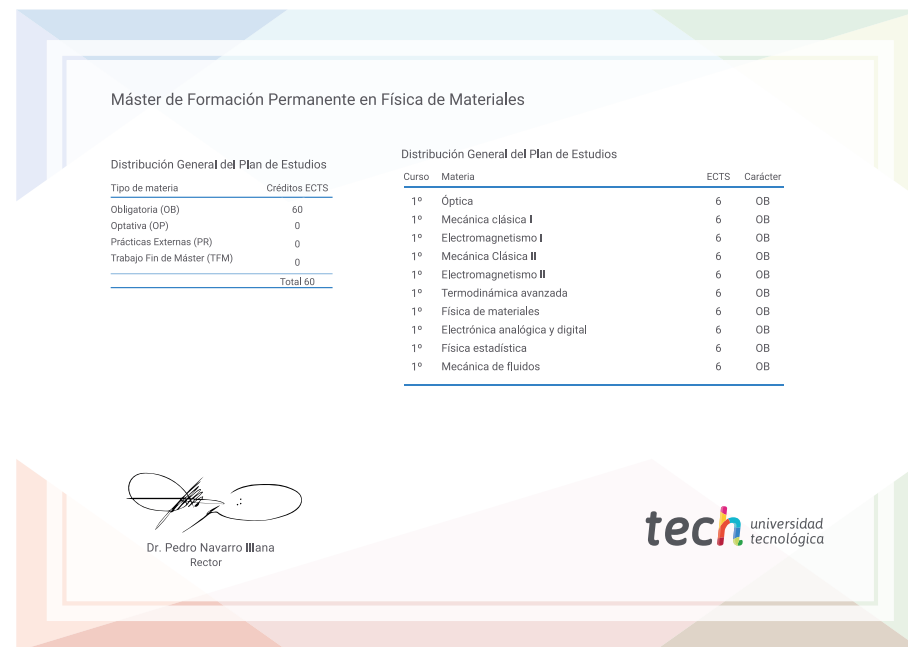 Máster de Formación Permanente en Física de Materiales
Distribución General del Plan de Estudios
Tipo de materia Créditos ECTS
Obligatoria (OB) 60
Optativa (OP) 0
Prácticas Externas (PR) 0
Trabajo Fin de Máster (TFM) 0
Total 60
Distribución General del Plan de Estudios
Curso Materia ECTS Carácter
1º Óptica 6 OB
1º Mecánica clásica I 6 OB
1º Electromagnetismo I 6 OB
1º Mecánica Clásica II 6 OB
1º Electromagnetismo II 6 OB
1º Termodinámica avanzada 6 OB
1º Física de materiales 6 OB
1º Electrónica analógica y digital 6 OB
1º Física estadística 6 OB
1º Mecánica de fluidos 6 OB
Dr. Pedro Navarro Illana
Rector
tech universidad
tecnológica